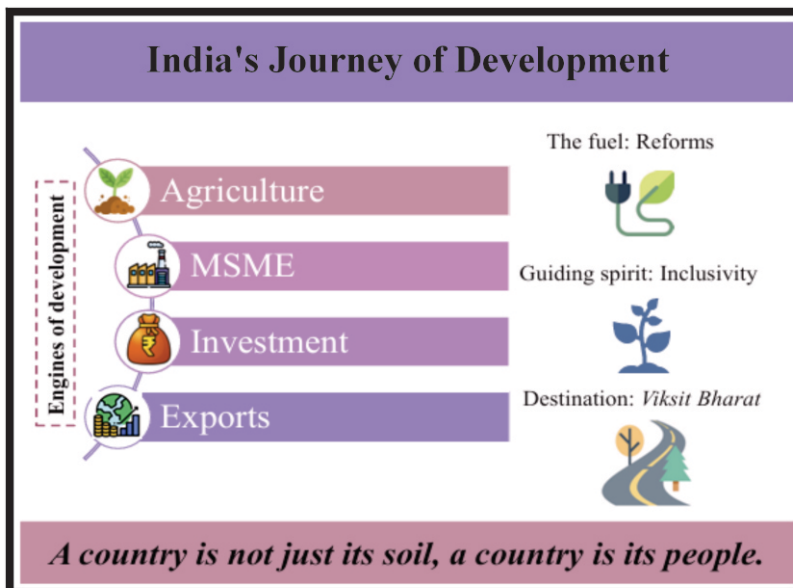 India's Journey of Development
Engines of development
Agriculture
MSME
Investment
Exports
The fuel: Reforms
Guiding spirit: Inclusivity
Destination: Viksit Bharat
A country is not just its soil, a country is its people.